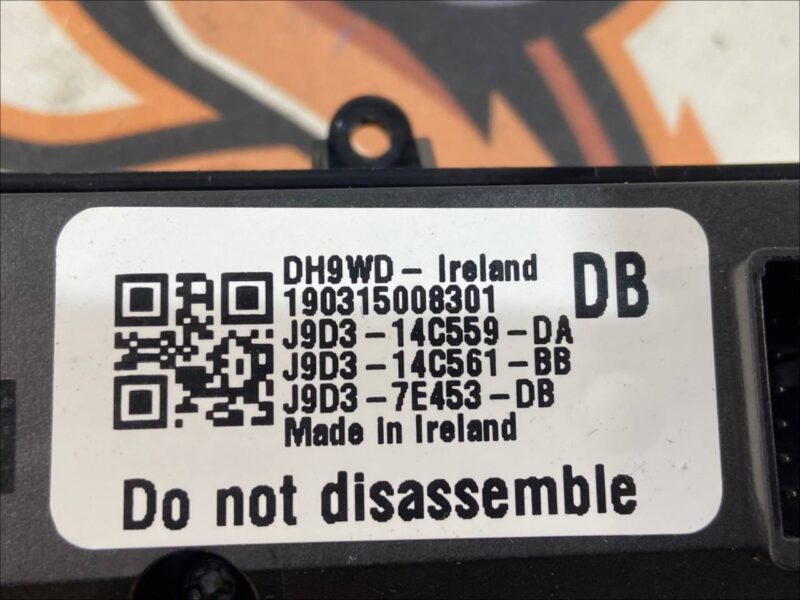 DH9WD - Ireland
DB
190315008301
J9D3 - 14C559 - DA
J9D3 - 14C561 - BB
J9D3 - 7E453 - DB
Made in Ireland
Do not disassemble